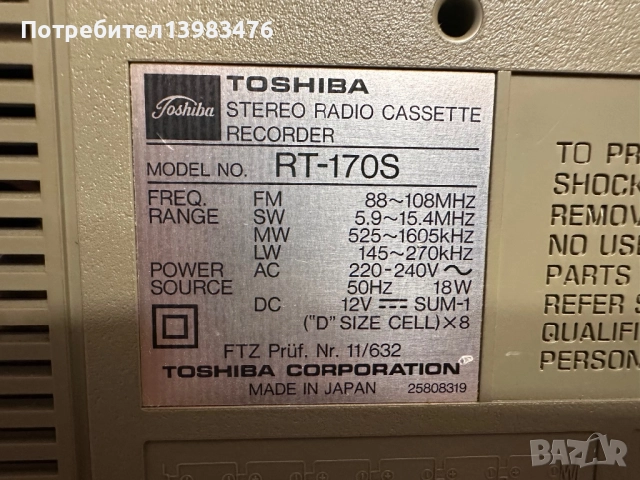 Потребител13983476
Toshiba
TOSHIBA
STEREO RADIO CASSETTE
RECORDER
MODEL NO. RT-170S
FREQ. FM 88~108MHz
RANGE SW 5.9~15.4MHz
MW 525~1605kHz
LW 145~270kHz
POWER AC 220-240V ~
SOURCE 50Hz 18W
DC 12V ⎓ SUM-1
("D" SIZE CELL)×8
FTZ Prüf. Nr. 11/632
TOSHIBA CORPORATION
MADE IN JAPAN 25808319
TO PR
SHOCK
REMOV
NO USE
PARTS
REFER S
QUALIFI
PERSON
BAZAR